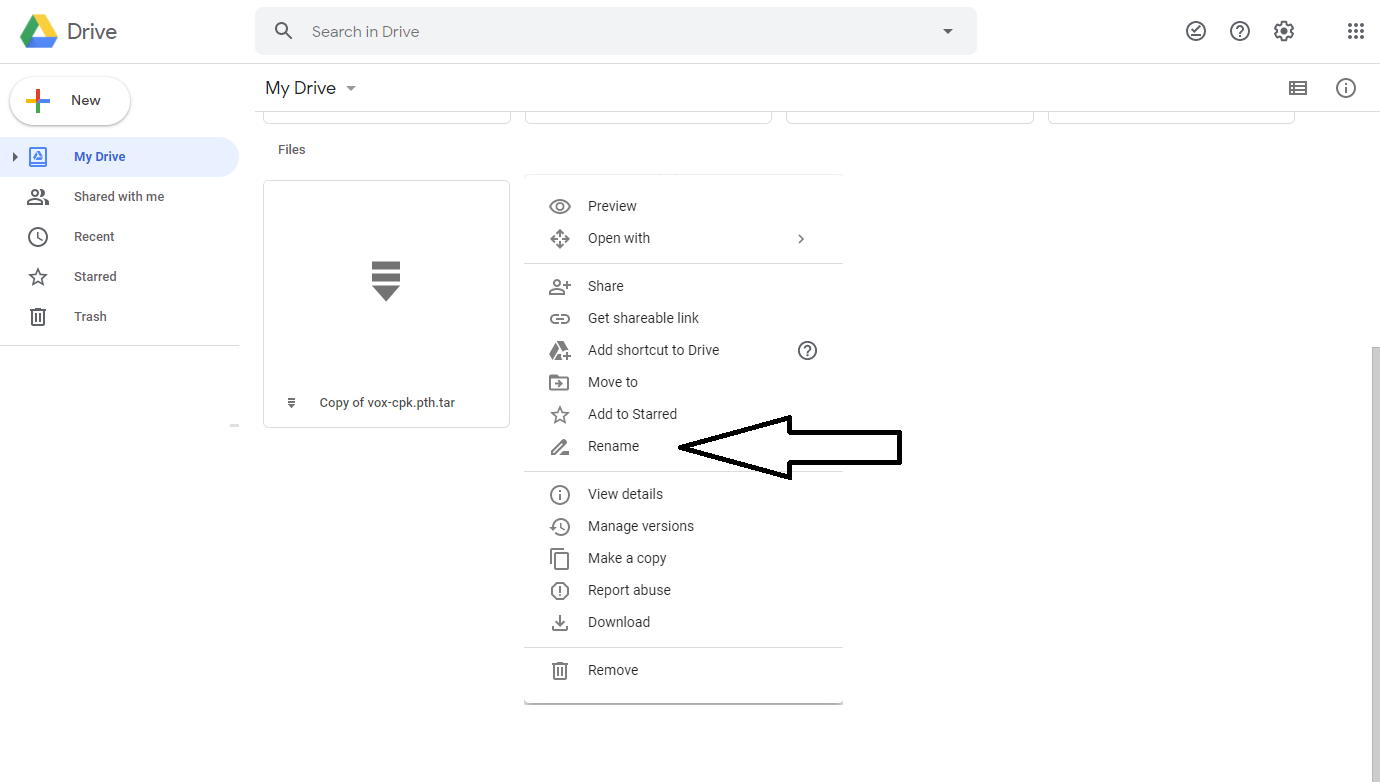 Drive
Search in Drive
New
My Drive
My Drive
Shared with me
Recent
Starred
Trash
Files
Copy of vox-cpk.pth.tar
Preview
Open with
Share
Get shareable link
Add shortcut to Drive
Move to
Add to Starred
Rename
View details
Manage versions
Make a copy
Report abuse
Download
Remove